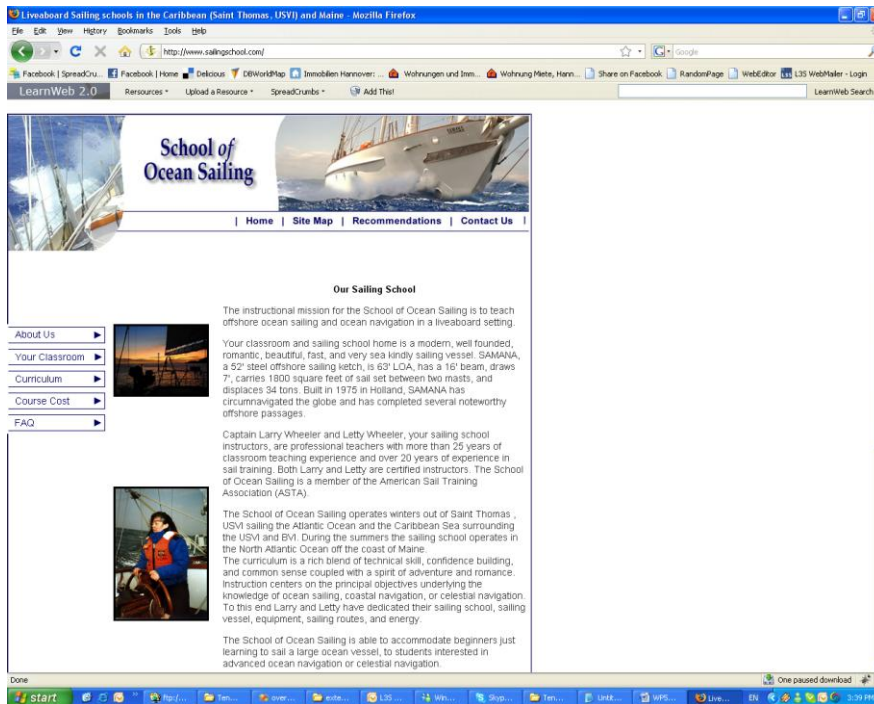 Liveaboard Sailing schools in the Caribbean (Saint Thomas, USVI) and Maine - Mozilla Firefox
File Edit View History Bookmarks Tools Help
http://www.sailingschool.com/
Google
Facebook | SpreadCru... Facebook | Home Delicious DBWorldMap Immobilien Hannover: ... Wohnungen und Imm... Wohnung Miete, Hann... Share on Facebook RandomPage WebEditor L3S WebMailer - Login
LearnWeb 2.0 Rersources Upload a Resource SpreadCrumbs Add This! LearnWeb Search
School of
Ocean Sailing
| Home | Site Map | Recommendations | Contact Us |
Our Sailing School
The instructional mission for the School of Ocean Sailing is to teach
offshore ocean sailing and ocean navigation in a liveaboard setting.
About Us
Your Classroom
Curriculum
Course Cost
FAQ
Your classroom and sailing school home is a modern, well founded,
romantic, beautiful, fast, and very sea kindly sailing vessel. SAMANA,
a 52' steel offshore sailing ketch, is 63' LOA, has a 16' beam, draws
7', carries 1800 square feet of sail set between two masts, and
displaces 34 tons. Built in 1975 in Holland, SAMANA has
circumnavigated the globe and has completed several noteworthy
offshore passages.
Captain Larry Wheeler and Letty Wheeler, your sailing school
instructors, are professional teachers with more than 25 years of
classroom teaching experience and over 20 years of experience in
sail training. Both Larry and Letty are certified instructors. The School
of Ocean Sailing is a member of the American Sail Training
Association (ASTA).
The School of Ocean Sailing operates winters out of Saint Thomas ,
USVI sailing the Atlantic Ocean and the Caribbean Sea surrounding
the USVI and BVI. During the summers the sailing school operates in
the North Atlantic Ocean off the coast of Maine.
The curriculum is a rich blend of technical skill, confidence building,
and common sense coupled with a spirit of adventure and romance.
Instruction centers on the principal objectives underlying the
knowledge of ocean sailing, coastal navigation, or celestial navigation.
To this end Larry and Letty have dedicated their sailing school, sailing
vessel, equipment, sailing routes, and energy.
The School of Ocean Sailing is able to accommodate beginners just
learning to sail a large ocean vessel, to students interested in
advanced ocean navigation or celestial navigation.
Done One paused download
start ftp:/... Ten... over... exte... L3S ... Win... Skyp... Ten... Untit... WPS... Live... EN 3:39 PM